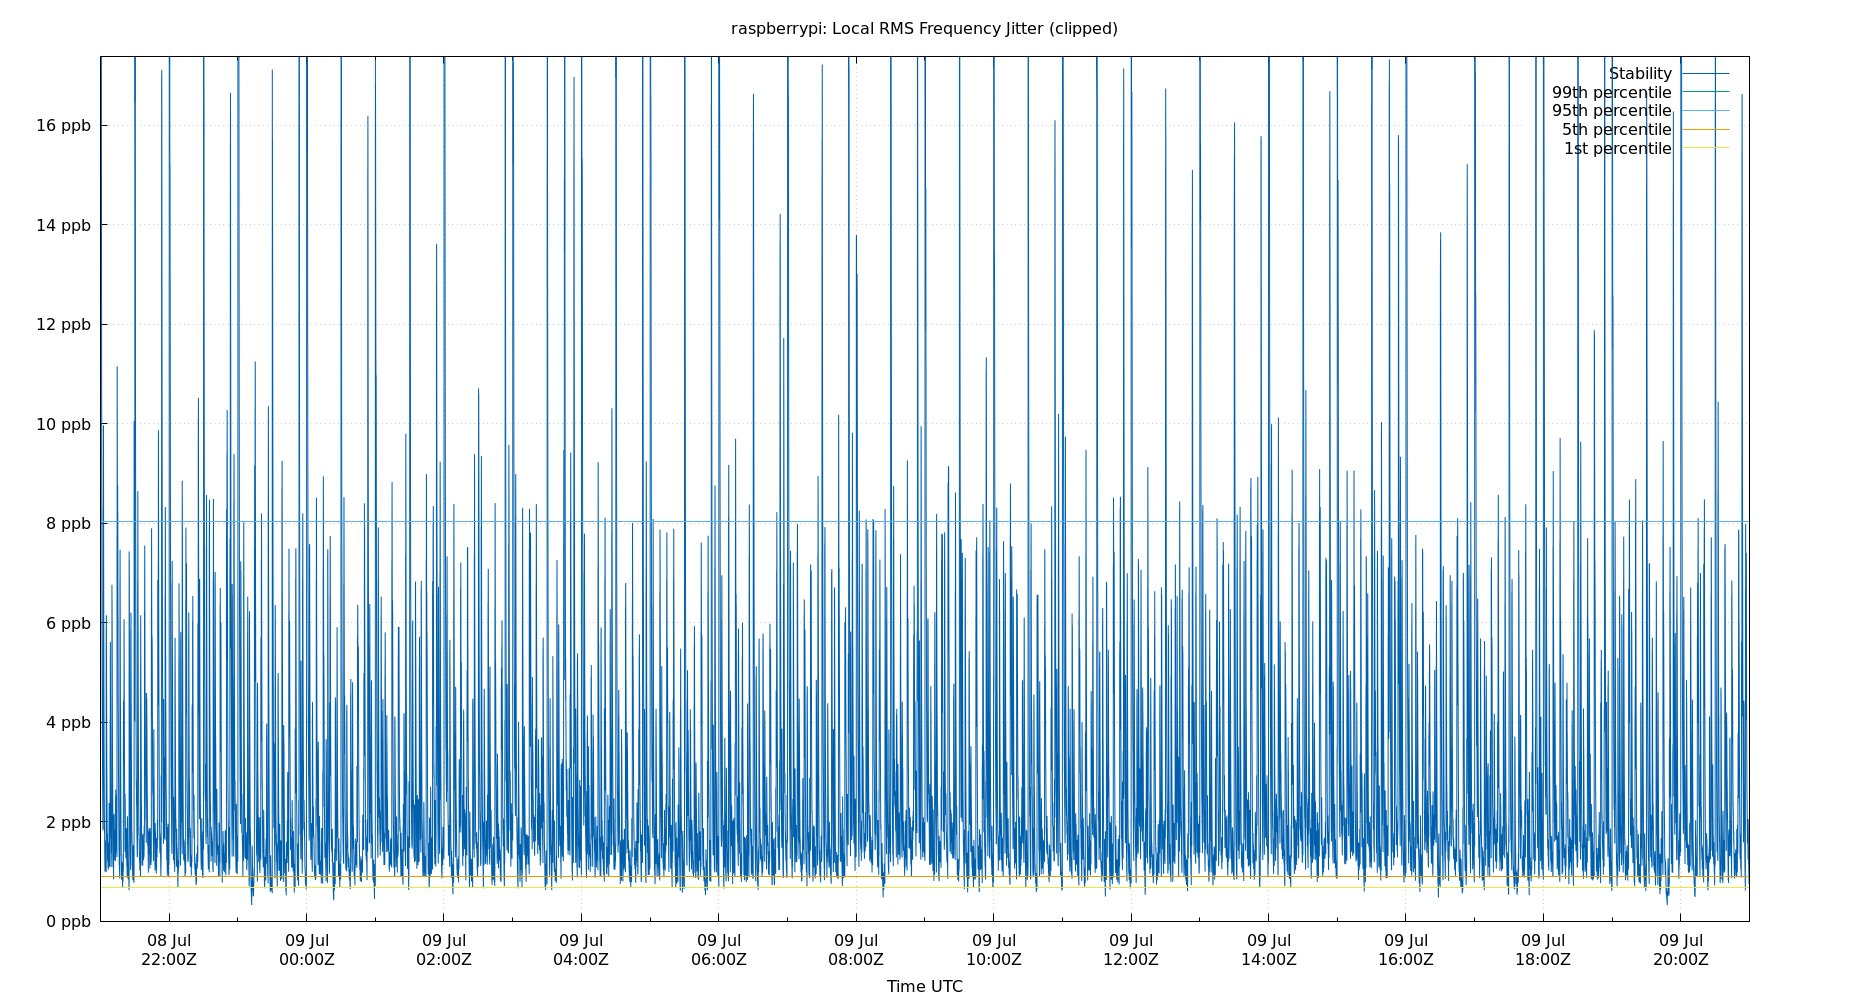 raspberrypi: Local RMS Frequency Jitter (clipped)
Stability
99th percentile
95th percentile
5th percentile
1st percentile
16 ppb
14 ppb
12 ppb
10 ppb
8 ppb
6 ppb
4 ppb
2 ppb
0 ppb
08 Jul 09 Jul 09 Jul 09 Jul 09 Jul 09 Jul 09 Jul 09 Jul 09 Jul 09 Jul 09 Jul 09 Jul
22:00Z 00:00Z 02:00Z 04:00Z 06:00Z 08:00Z 10:00Z 12:00Z 14:00Z 16:00Z 18:00Z 20:00Z
Time UTC